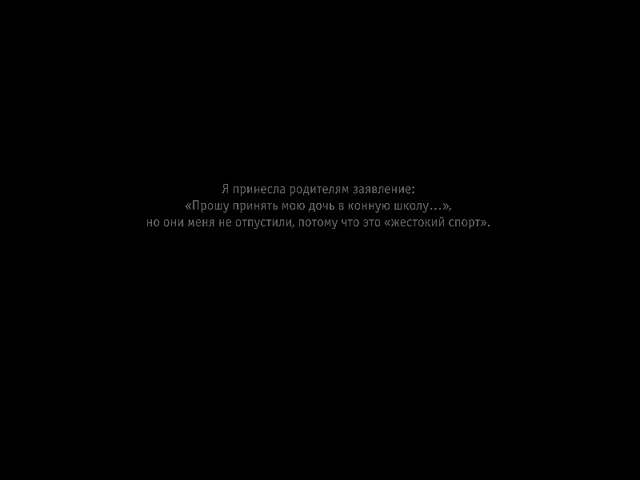 Я принесла родителям заявление:
«Прошу принять мою дочь в конную школу...»,
но они меня не отпустили, потому что это «жестокий спорт».